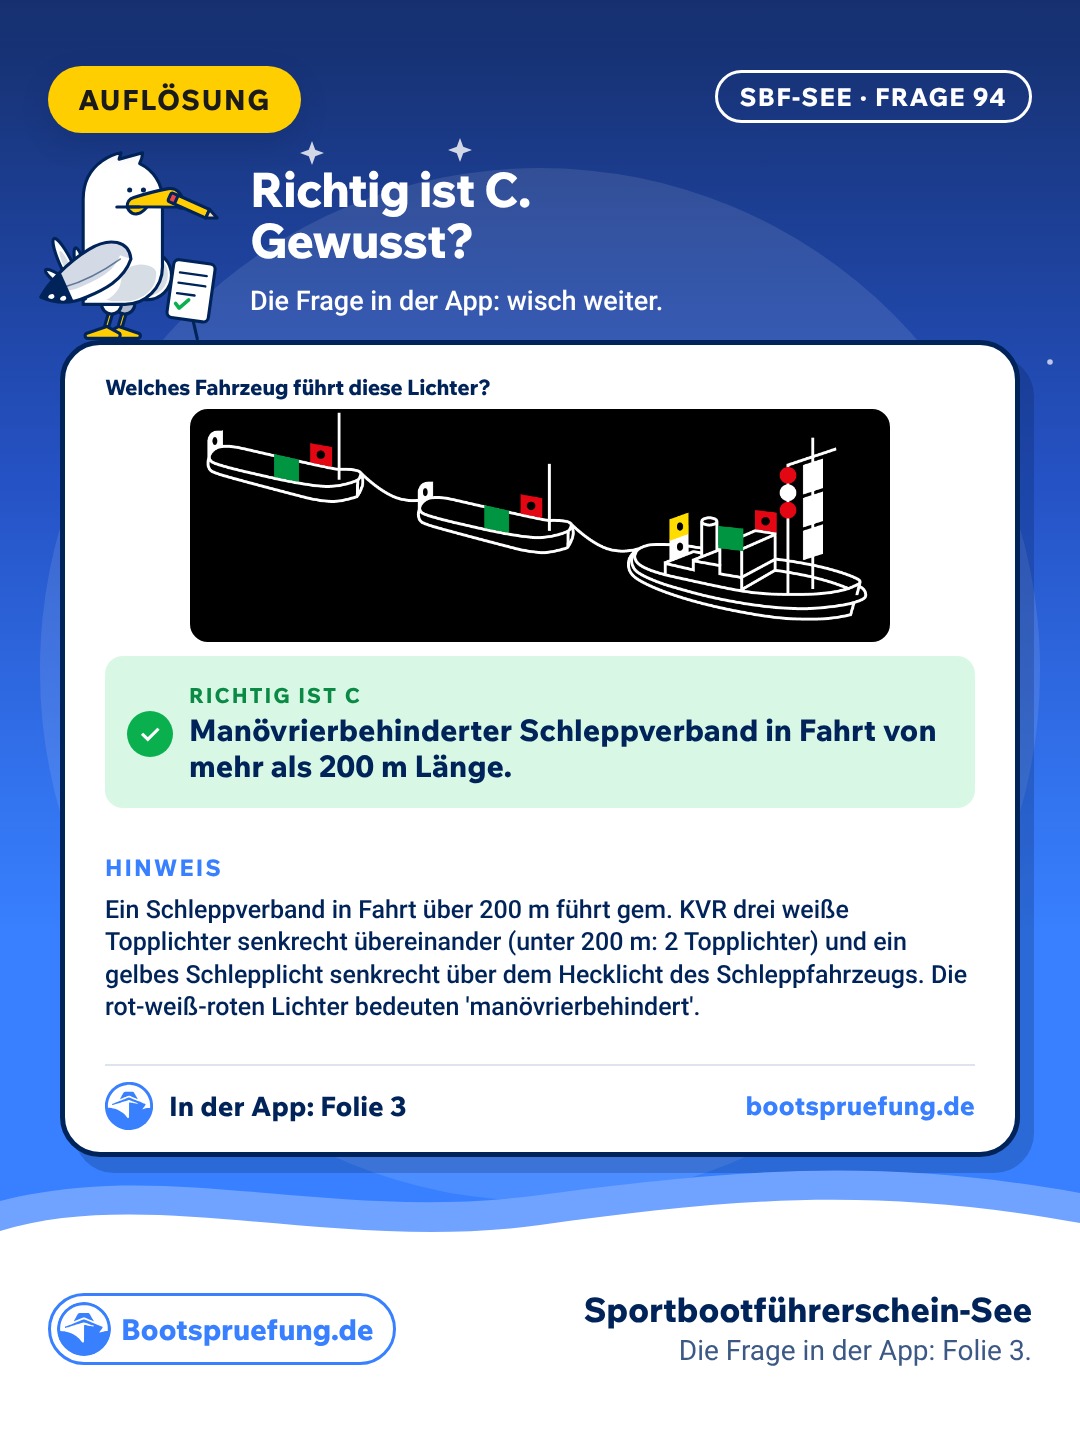 AUFLÖSUNG
SBF-SEE · FRAGE 94
Richtig ist C.
Gewusst?
Die Frage in der App: wisch weiter.
Welches Fahrzeug führt diese Lichter?
RICHTIG IST C
Manövrierbehinderter Schleppverband in Fahrt von
mehr als 200 m Länge.
HINWEIS
Ein Schleppverband in Fahrt über 200 m führt gem. KVR drei weiße
Topplichter senkrecht übereinander (unter 200 m: 2 Topplichter) und ein
gelbes Schlepplicht senkrecht über dem Hecklicht des Schleppfahrzeugs. Die
rot-weiß-roten Lichter bedeuten 'manövrierbehindert'.
In der App: Folie 3
bootspruefung.de
Bootspruefung.de
Sportbootführerschein-See
Die Frage in der App: Folie 3.